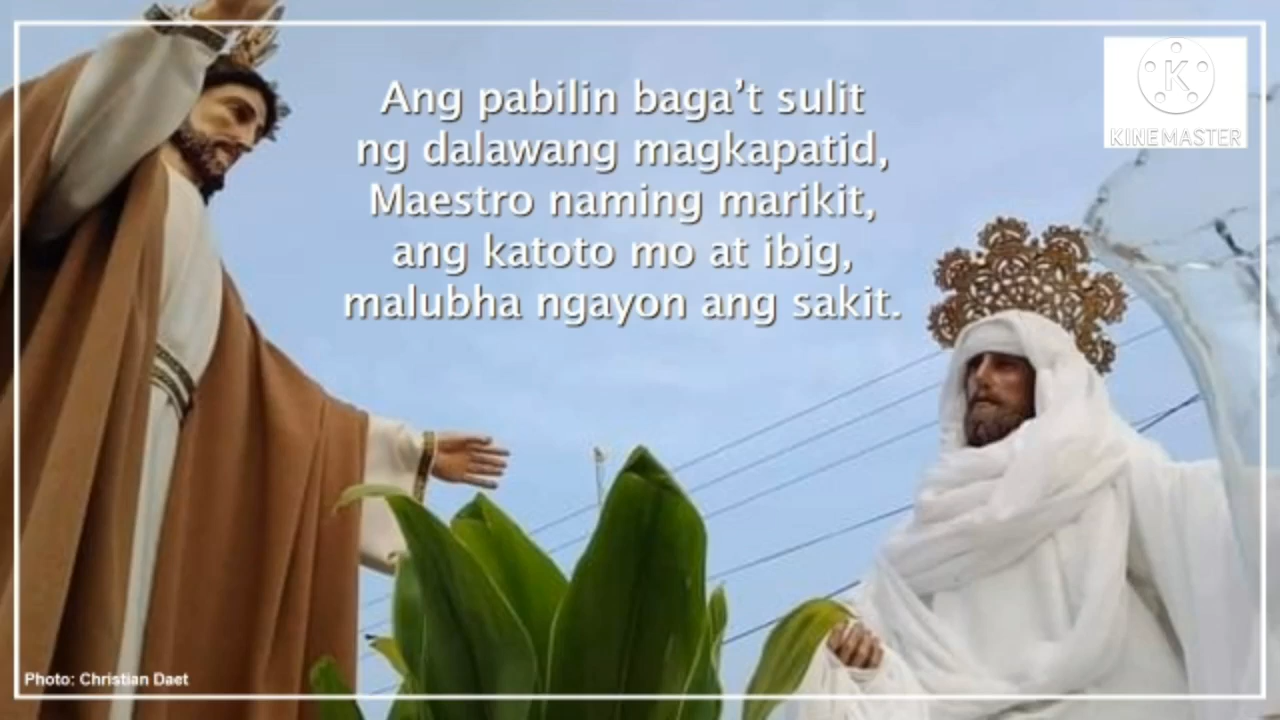 Ang pabilin baga’t sulit
ng dalawang magkapatid,
Maestro naming marikit,
ang katoto mo at ibig,
malubha ngayon ang sakit.
K
KINEMASTER
Photo: Christian Daet